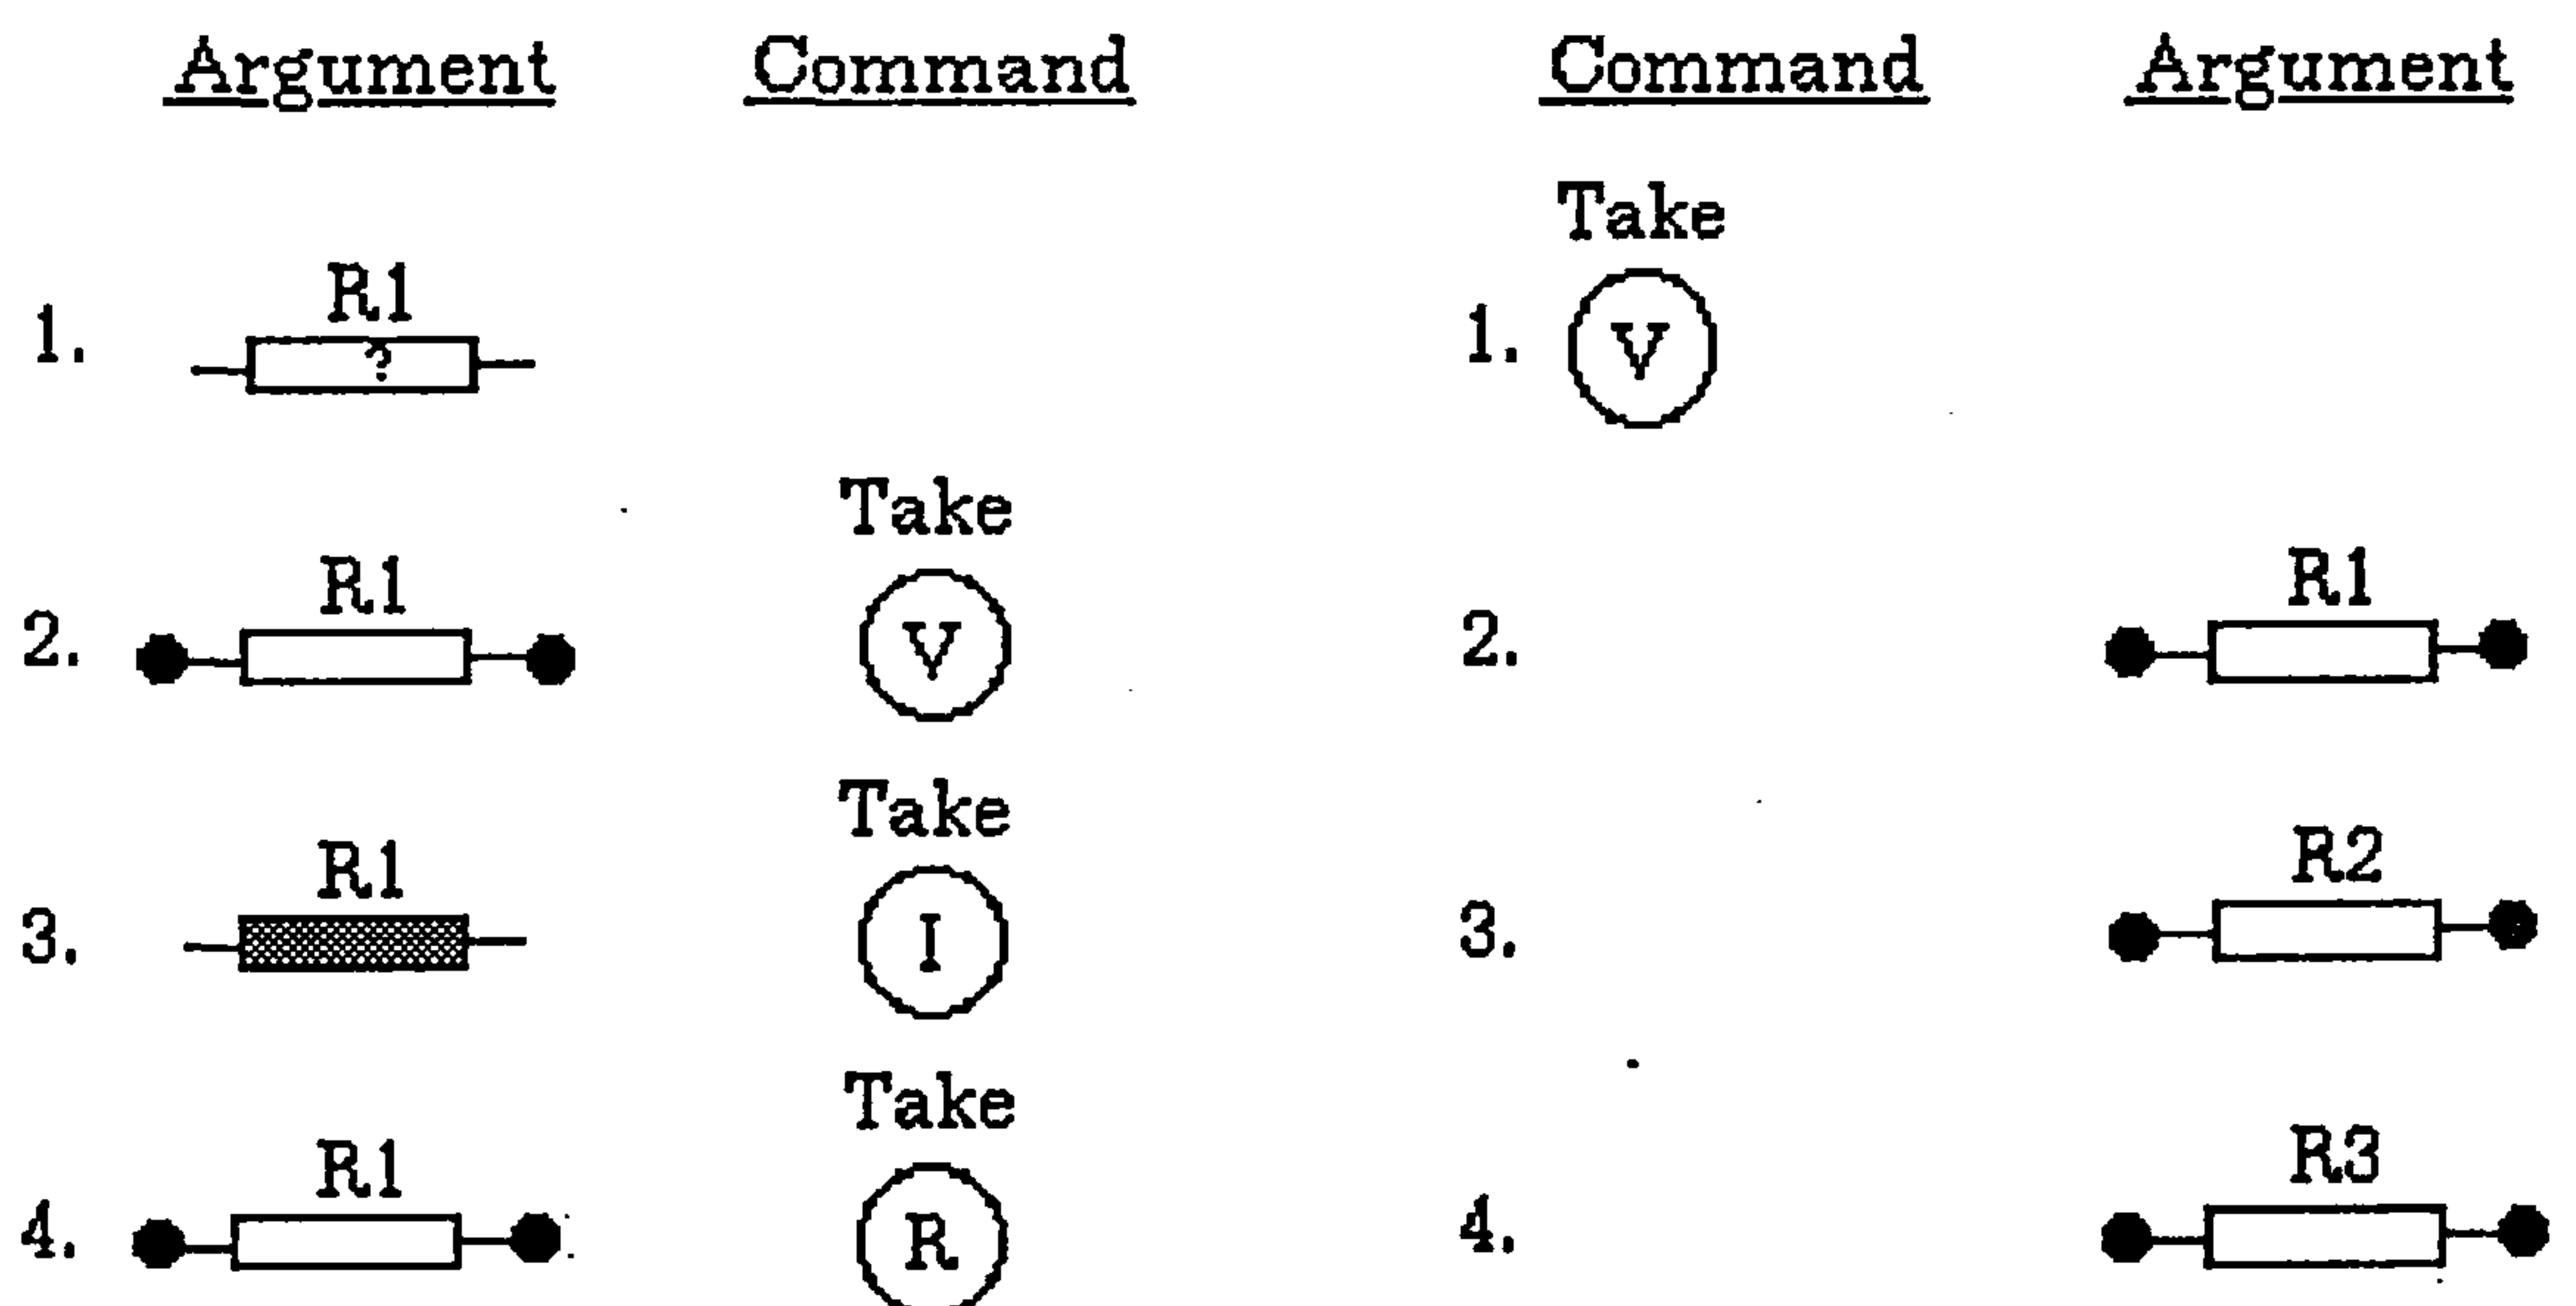 Argument Command Command Argument
Take
R1
1. ? 1. V
Take
R1 R1
2. V 2.
Take
R1 R2
3. I 3.
Take
R1 R3
4. R 4.